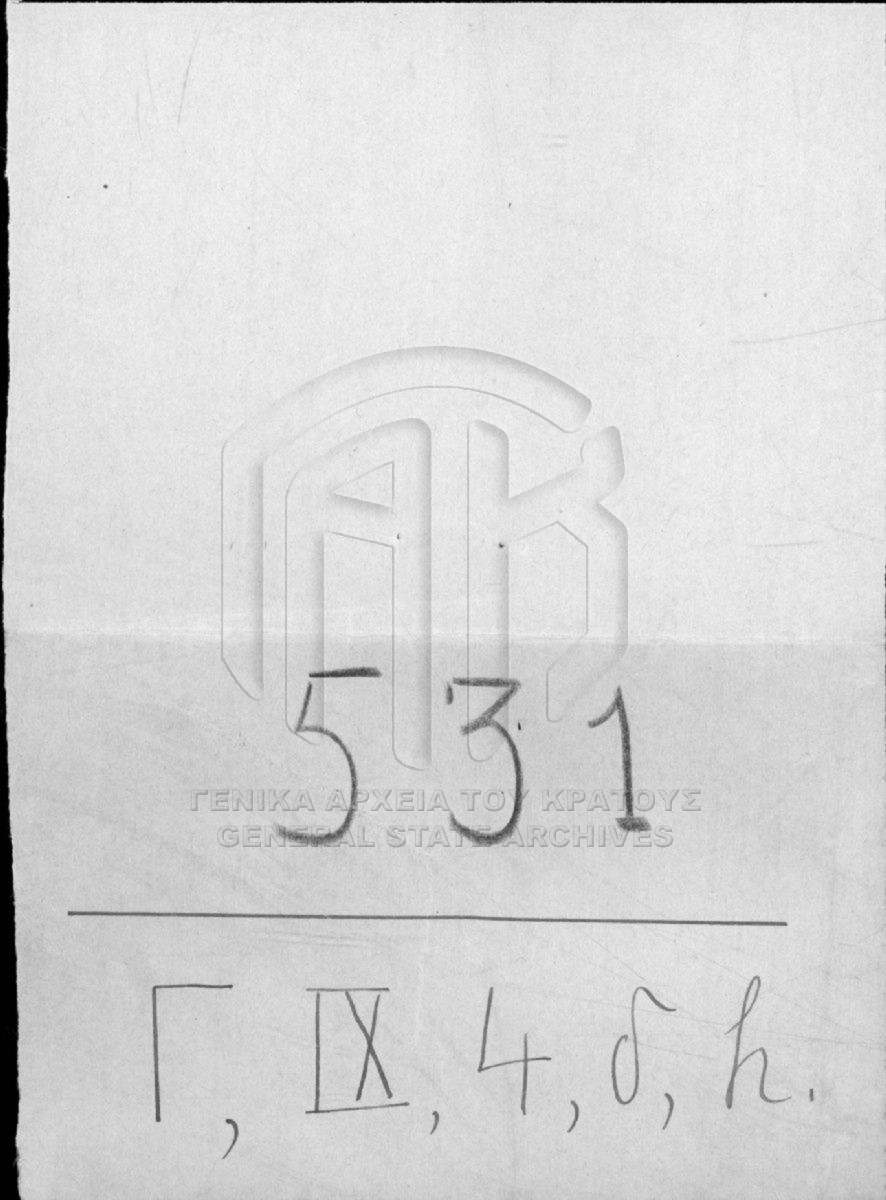 ΓΑΚ
531
ΓΕΝΙΚΑ ΑΡΧΕΙΑ ΤΟΥ ΚΡΑΤΟΥΣ
GENERAL STATE ARCHIVES
Γ, IX, 4, δ, h.